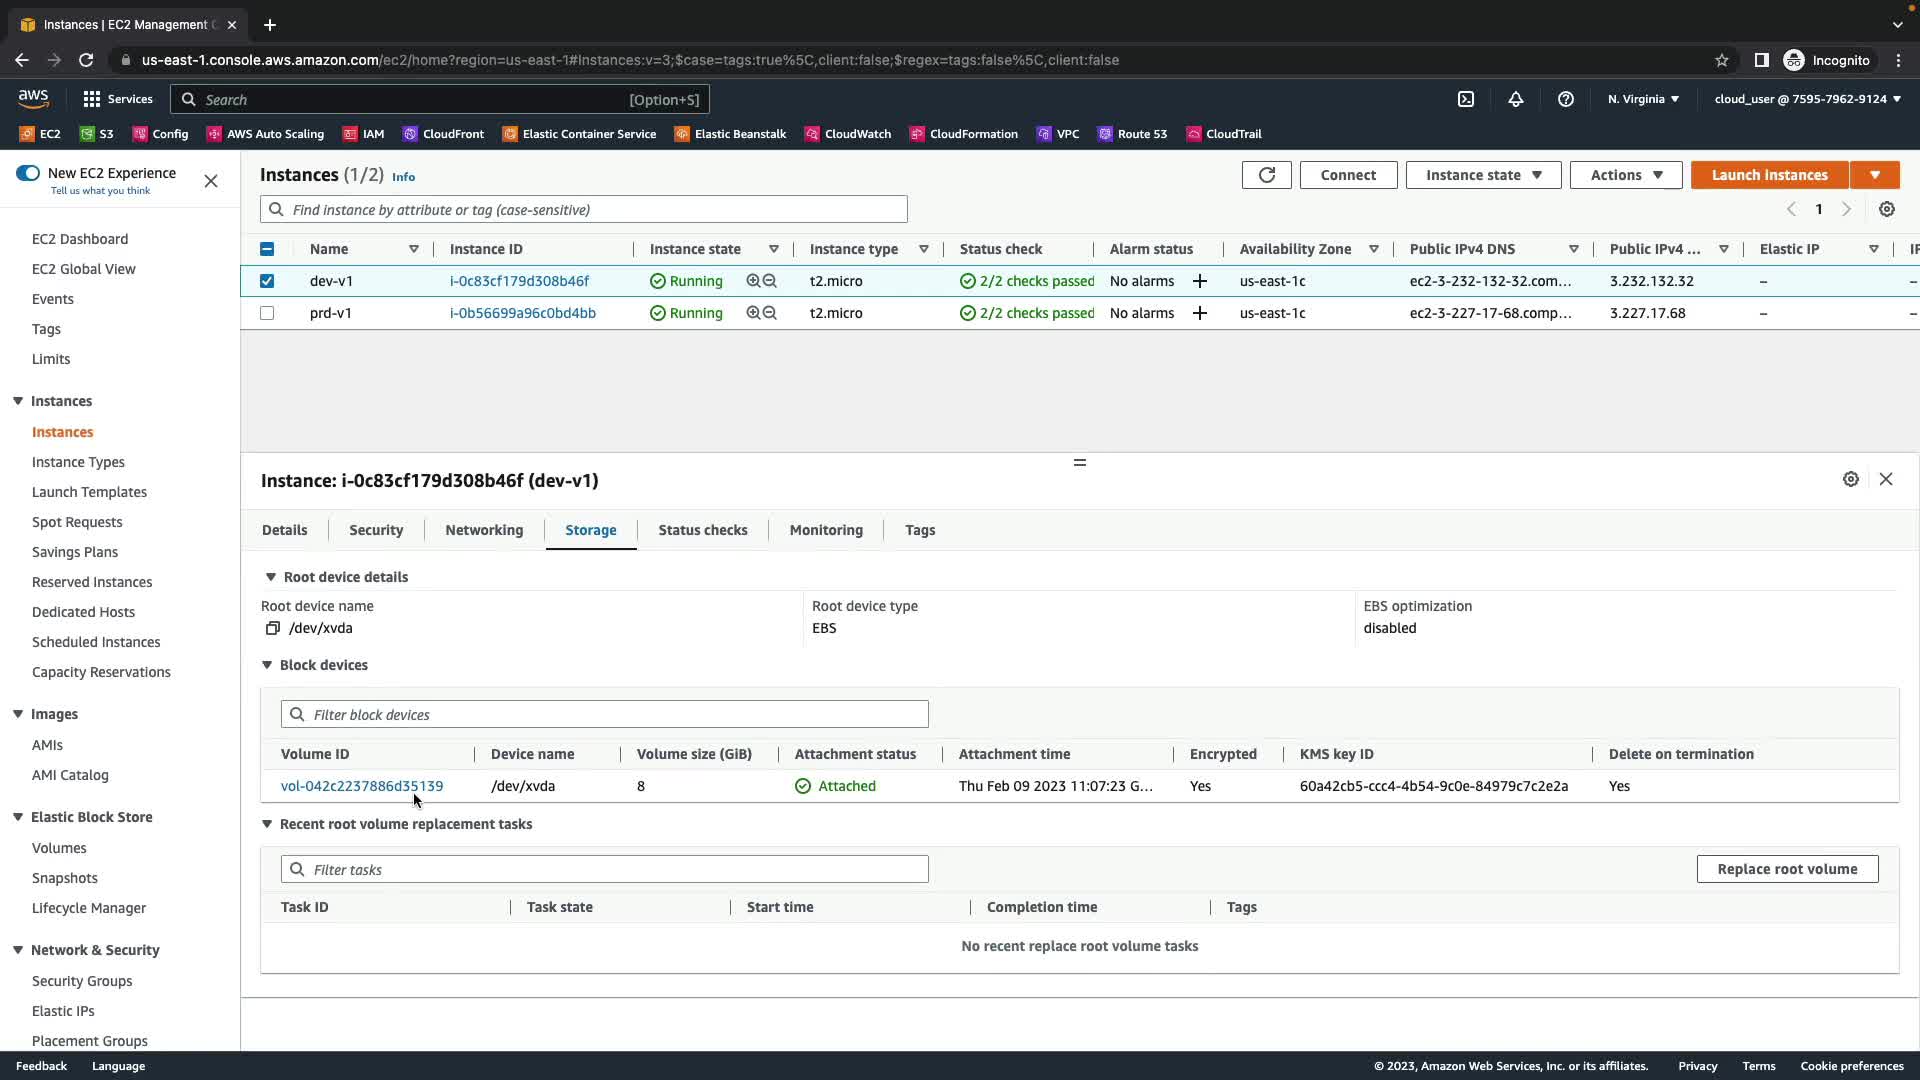 Instances | EC2 Management C
us-east-1.console.aws.amazon.com/ec2/home?region=us-east-1#Instances:v=3;$case=tags:true%5C,client:false;$regex=tags:false%5C,client:false
Incognito
aws
Services
Search
[Option+S]
N. Virginia
cloud_user @ 7595-7962-9124
EC2 S3 Config AWS Auto Scaling IAM CloudFront Elastic Container Service Elastic Beanstalk CloudWatch CloudFormation VPC Route 53 CloudTrail
New EC2 Experience
Tell us what you think
EC2 Dashboard
EC2 Global View
Events
Tags
Limits
Instances
Instances
Instance Types
Launch Templates
Spot Requests
Savings Plans
Reserved Instances
Dedicated Hosts
Scheduled Instances
Capacity Reservations
Images
AMIs
AMI Catalog
Elastic Block Store
Volumes
Snapshots
Lifecycle Manager
Network & Security
Security Groups
Elastic IPs
Placement Groups
Instances (1/2) Info
Connect
Instance state
Actions
Launch instances
Find instance by attribute or tag (case-sensitive)
1
Name Instance ID Instance state Instance type Status check Alarm status Availability Zone Public IPv4 DNS Public IPv4 ... Elastic IP IP
dev-v1 i-0c83cf179d308b46f Running t2.micro 2/2 checks passed No alarms + us-east-1c ec2-3-232-132-32.com... 3.232.132.32 – –
prd-v1 i-0b56699a96c0bd4bb Running t2.micro 2/2 checks passed No alarms + us-east-1c ec2-3-227-17-68.comp... 3.227.17.68 – –
Instance: i-0c83cf179d308b46f (dev-v1)
Details Security Networking Storage Status checks Monitoring Tags
Root device details
Root device name Root device type EBS optimization
/dev/xvda EBS disabled
Block devices
Filter block devices
Volume ID Device name Volume size (GiB) Attachment status Attachment time Encrypted KMS key ID Delete on termination
vol-042c2237886d35139 /dev/xvda 8 Attached Thu Feb 09 2023 11:07:23 G... Yes 60a42cb5-ccc4-4b54-9c0e-84979c7c2e2a Yes
Recent root volume replacement tasks
Filter tasks
Replace root volume
Task ID Task state Start time Completion time Tags
No recent replace root volume tasks
Feedback Language © 2023, Amazon Web Services, Inc. or its affiliates. Privacy Terms Cookie preferences